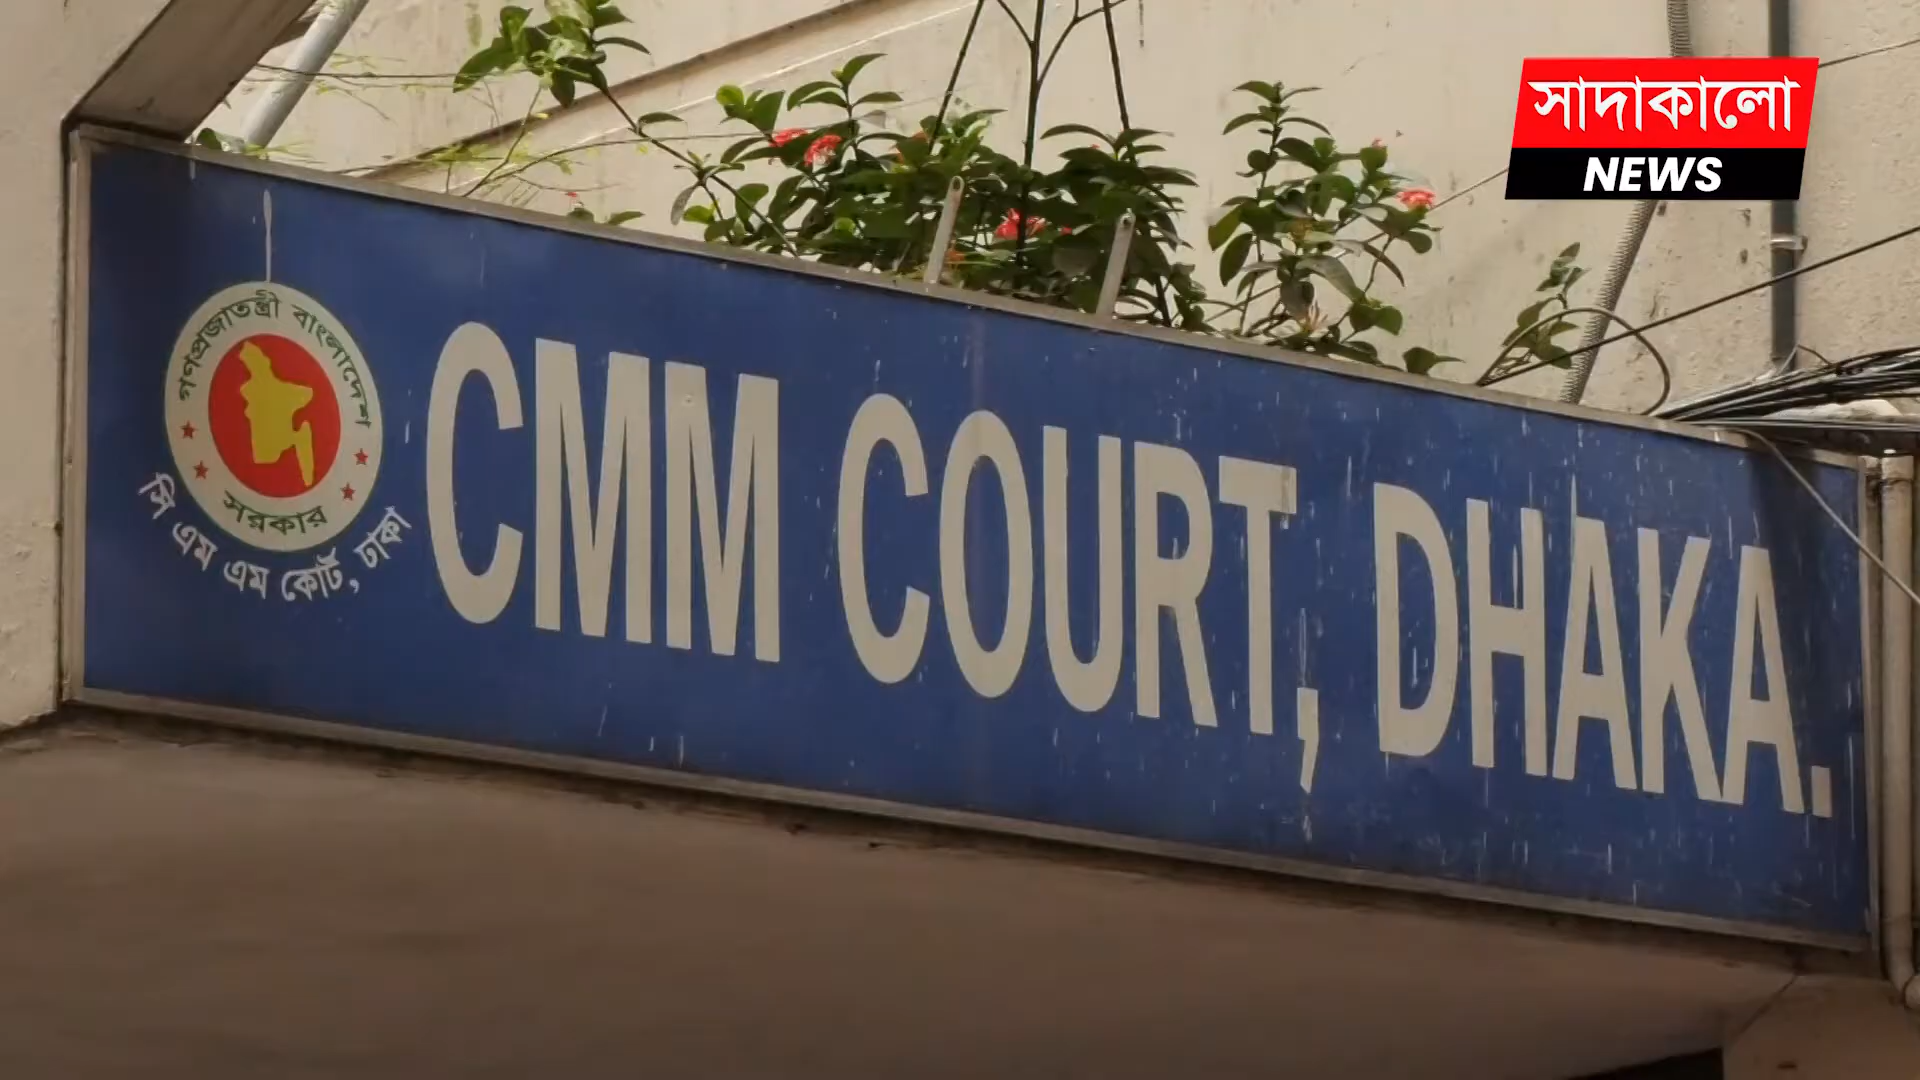 সাদাকালো
NEWS
গণপ্রজাতন্ত্রী বাংলাদেশ
সরকার
সি এম এম কোর্ট, ঢাকা
CMM COURT, DHAKA.